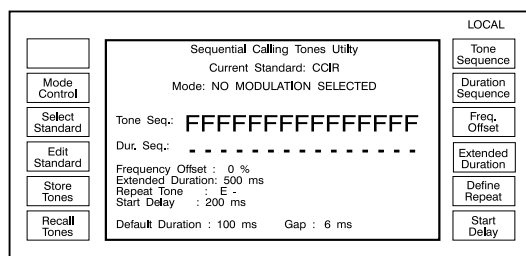 LOCAL
Sequential Calling Tones Utilty
Current Standard: CCIR
Mode: NO MODULATION SELECTED
Tone Seq.: FFFFFFFFFFFFFFF
Dur. Seq.: - - - - - - - - - - - - - - -
Frequency Offset : 0 %
Extended Duration: 500 ms
Repeat Tone : E -
Start Delay : 200 ms
Default Duration : 100 ms Gap : 6 ms
Mode
Control
Select
Standard
Edit
Standard
Store
Tones
Recall
Tones
Tone
Sequence
Duration
Sequence
Freq.
Offset
Extended
Duration
Define
Repeat
Start
Delay